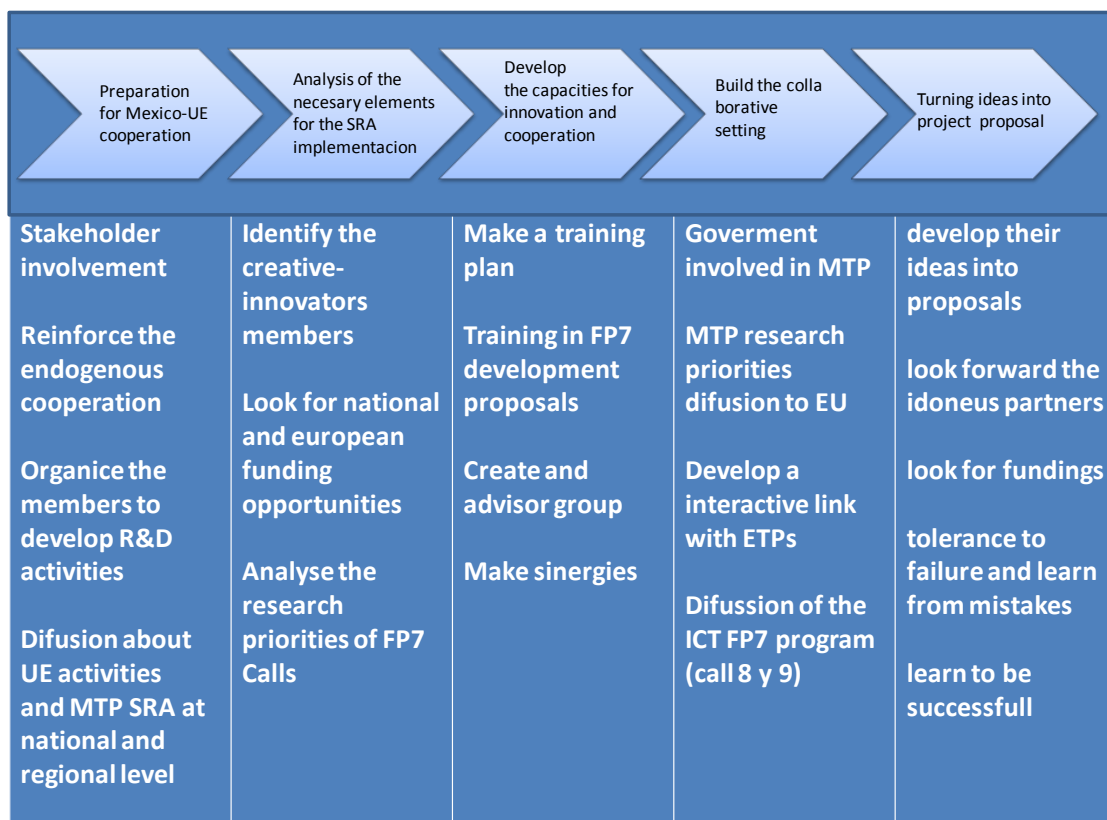 Preparation
for Mexico-UE
cooperation
Analysis of the
necesary elements
for the SRA
implementacion
Develop
the capacities for
innovation and
cooperation
Build the colla
borative
setting
Turning ideas into
project proposal
Stakeholder
involvement
Reinforce the
endogenous
cooperation
Organice the
members to
develop R&D
activities
Difusion about
UE activities
and MTP SRA at
national and
regional level
Identify the
creative-
innovators
members
Look for national
and european
funding
opportunities
Analyse the
research
priorities of FP7
Calls
Make a training
plan
Training in FP7
development
proposals
Create and
advisor group
Make sinergies
Goverment
involved in MTP
MTP research
priorities
difusion to EU
Develop a
interactive link
with ETPs
Difussion of the
ICT FP7 program
(call 8 y 9)
develop their
ideas into
proposals
look forward the
idoneus partners
look for fundings
tolerance to
failure and learn
from mistakes
learn to be
successfull